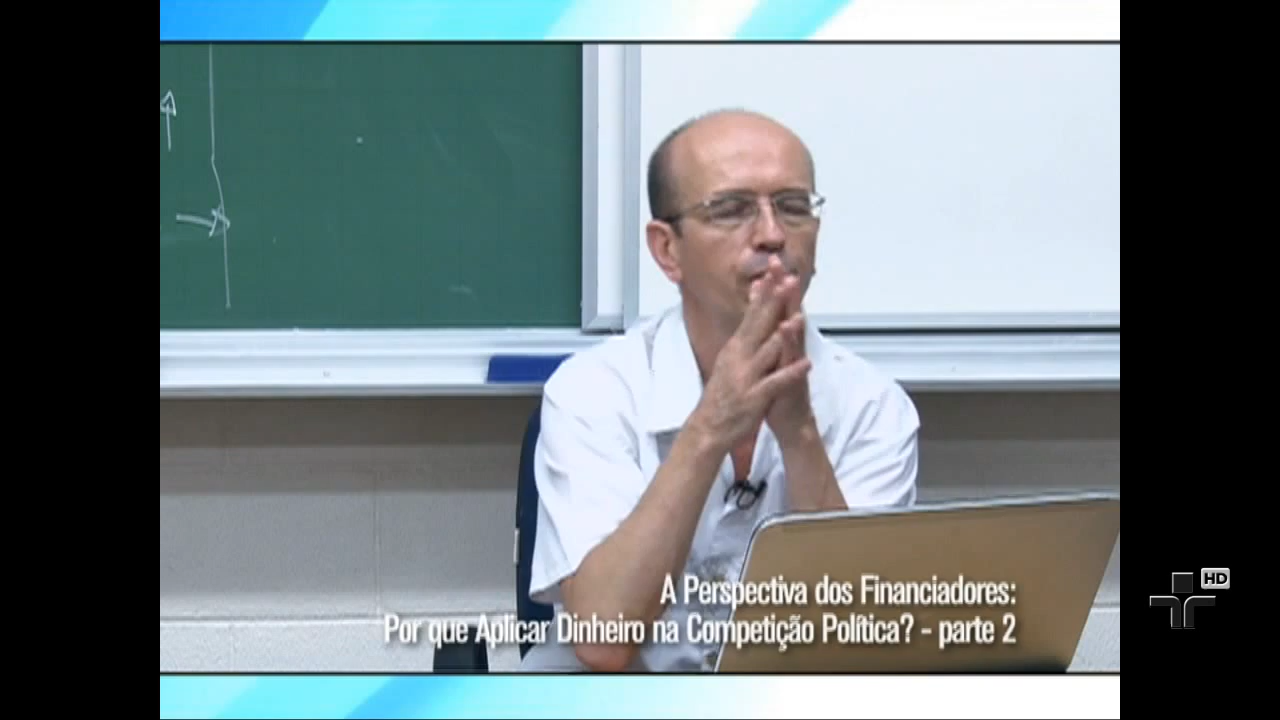 A Perspectiva dos Financiadores:
Por que Aplicar Dinheiro na Competição Política? - parte 2
HD